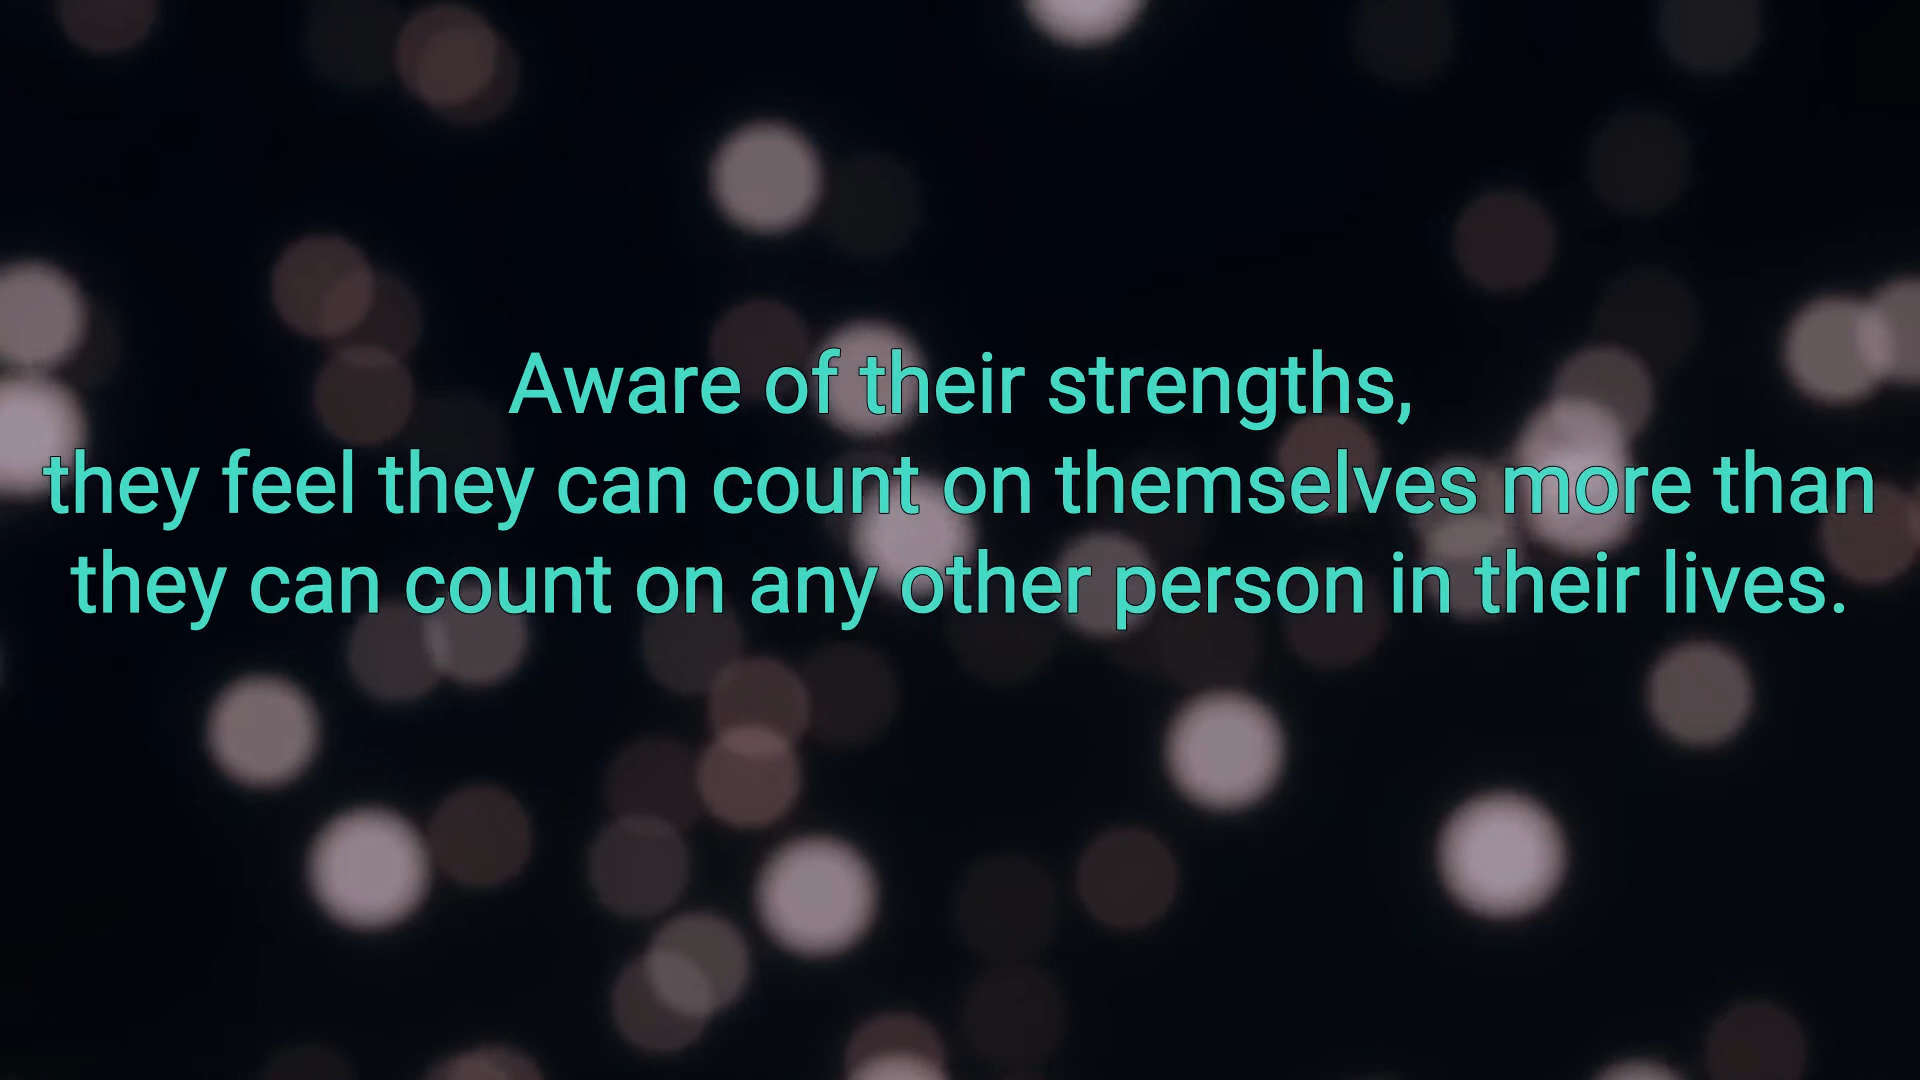 Aware of their strengths,
they feel they can count on themselves more than
they can count on any other person in their lives.